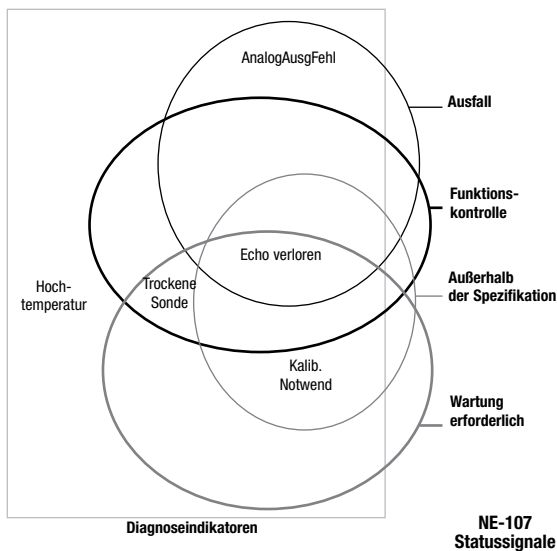 AnalogAusgFehl
Ausfall
Funktions-
kontrolle
Echo verloren
Hoch-
temperatur
Trockene
Sonde
Außerhalb
der Spezifikation
Kalib.
Notwend
Wartung
erforderlich
Diagnoseindikatoren
NE-107
Statussignale